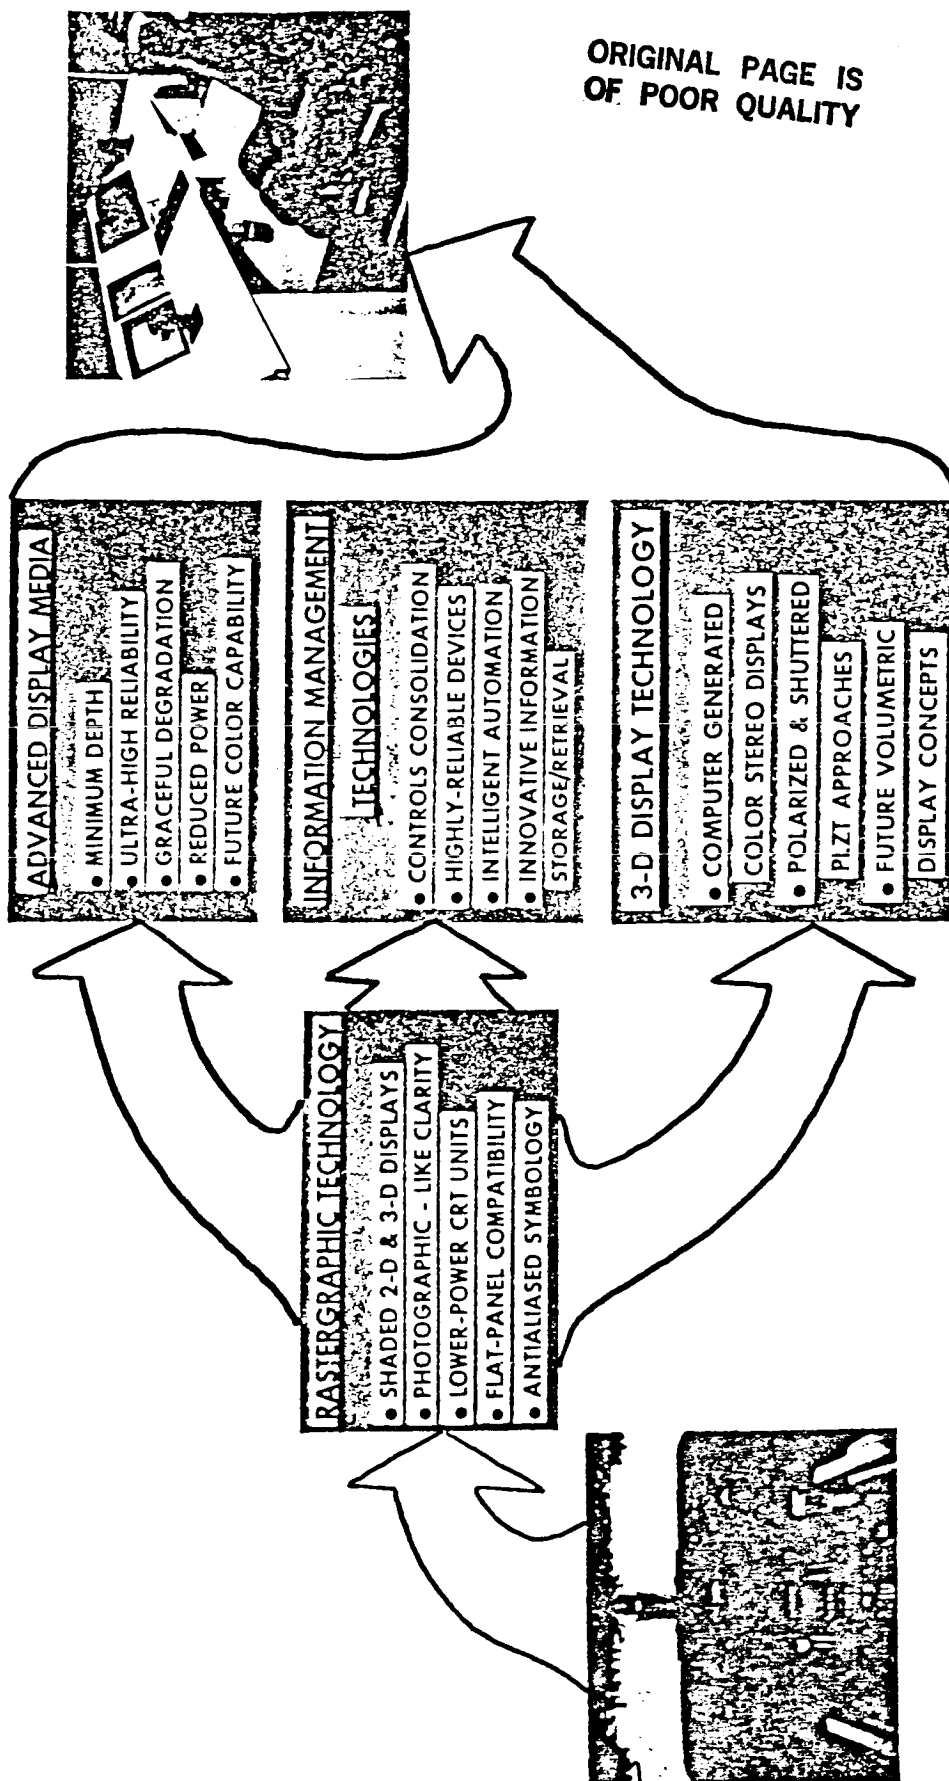 ORIGINAL PAGE IS
OF POOR QUALITY
RASTERGRAPHIC TECHNOLOGY
• SHADED 2-D & 3-D DISPLAYS
• PHOTOGRAPHIC - LIKE CLARITY
• LOWER-POWER CRT UNITS
• FLAT-PANEL COMPATIBILITY
• ANTIALIASED SYMBOLOGY
ADVANCED DISPLAY MEDIA
• MINIMUM DEPTH
• ULTRA-HIGH RELIABILITY
• GRACEFUL DEGRADATION
• REDUCED POWER
• FUTURE COLOR CAPABILITY
INFORMATION MANAGEMENT
TECHNOLOGIES
• CONTROLS CONSOLIDATION
• HIGHLY-RELIABLE DEVICES
• INTELLIGENT AUTOMATION
• INNOVATIVE INFORMATION
STORAGE/RETRIEVAL
3-D DISPLAY TECHNOLOGY
• COMPUTER GENERATED
COLOR STEREO DISPLAYS
• POLARIZED & SHUTTERED
PLZT APPROACHES
• FUTURE VOLUMETRIC
DISPLAY CONCEPTS